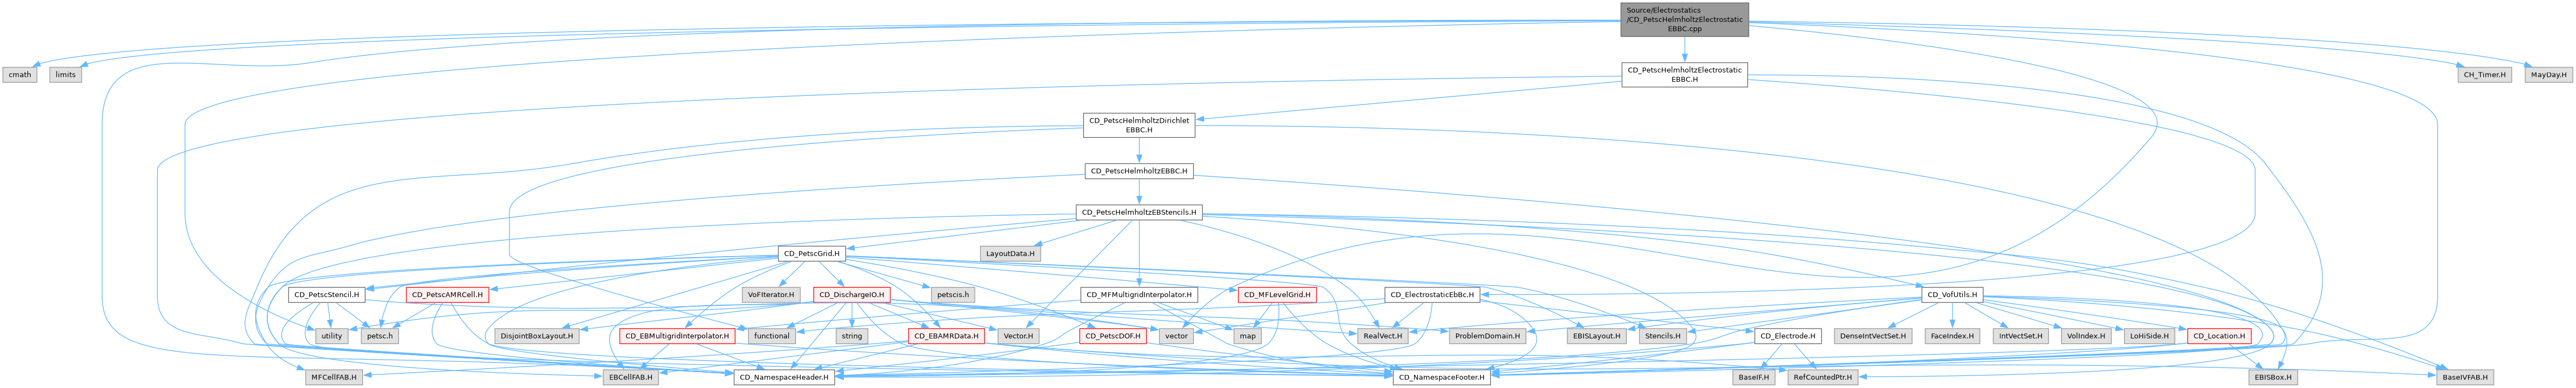 Source/Electrostatics
/CD_PetscHelmholtzElectrostatic
EBBC.cpp
cmath
limits
CD_PetscHelmholtzElectrostatic
EBBC.H
CH_Timer.H
MayDay.H
CD_PetscHelmholtzDirichlet
EBBC.H
CD_PetscHelmholtzEBBC.H
CD_PetscHelmholtzEBStencils.H
LayoutData.H
CD_PetscGrid.H
CD_PetscStencil.H
CD_PetscAMRCell.H
VoFIterator.H
CD_DischargeIO.H
petscis.H
CD_MFMultigridInterpolator.H
CD_MFLevelGrid.H
CD_ElectrostaticEbBc.H
CD_VofUtils.H
utility
petsc.h
DisjointBoxLayout.H
CD_EBMultigridInterpolator.H
functional
string
CD_EBAMRData.H
Vector.H
CD_PetscDOF.H
vector
map
RealVect.H
ProblemDomain.H
EBISLayout.H
Stencils.H
CD_Electrode.H
DenseIntVectSet.H
FaceIndex.H
IntVectSet.H
VolIndex.H
LoHiSide.H
CD_Location.H
MFCellFAB.H
EBCellFAB.H
CD_NamespaceHeader.H
CD_NamespaceFooter.H
BaseIF.H
RefCountedPtr.H
EBISBox.H
BaseIVFAB.H